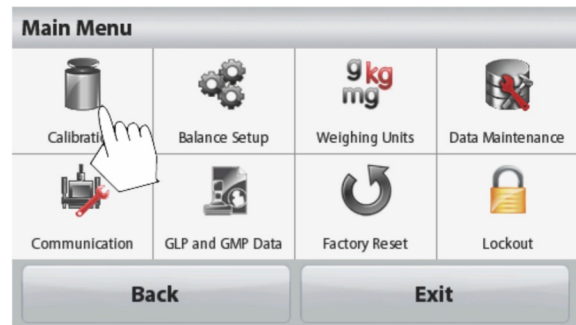 Main Menu
g kg
mg
Calibratio
Balance Setup
Weighing Units
Data Maintenance
Communication
GLP and GMP Data
Factory Reset
Lockout
Back
Exit